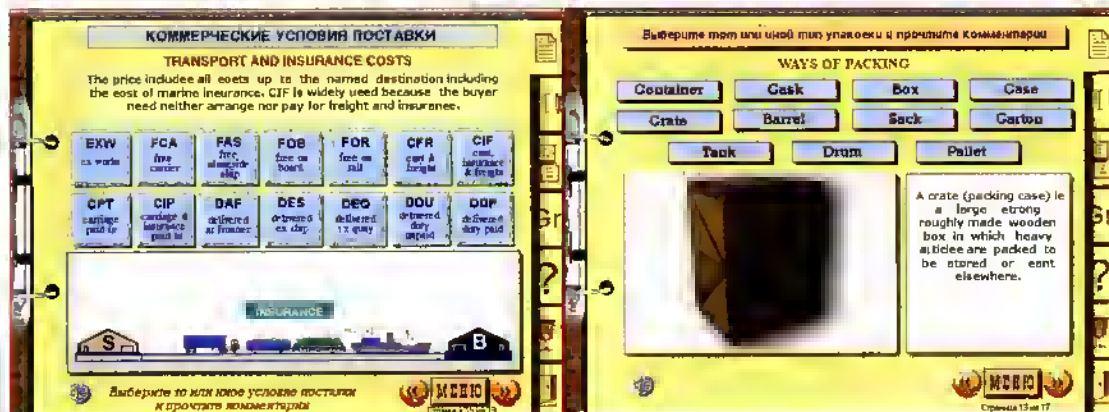 КОММЕРЧЕСКИЕ УСЛОВИЯ ПОСТАВКИ
TRANSPORT AND INSURANCE COSTS
The price includee all costs up to the named destination including
the cost of marine insurance. CIF is widely used because the buyer
need neither arrange nor pay for freight and insurance.
EXW FCA FAS FOB FOR CFR CIF
ex works free carrier free alongside ship free on board free on rail cost & freight cost, insurance & freight
CPT CIP DAF DES DEQ DDU DDP
carriage paid to carriage & insurance paid to delivered at frontier delivered ex ship delivered ex quay delivered duty unpaid delivered duty paid
INSURANCE
S B
Выберите то или иное условие поставки
и прочтите комментарии
МЕНЮ
Выберите тот или иной тип упаковки и прочтите комментарии
WAYS OF PACKING
Container Cask Box Case
Crate Barrel Sack Carton
Tank Drum Pallet
A crate (packing case) is
a large strong
roughly made wooden
box in which heavy
articles are packed to
be stored or sent
elsewhere.
Gr
?
МЕНЮ
Страница 13 из 17